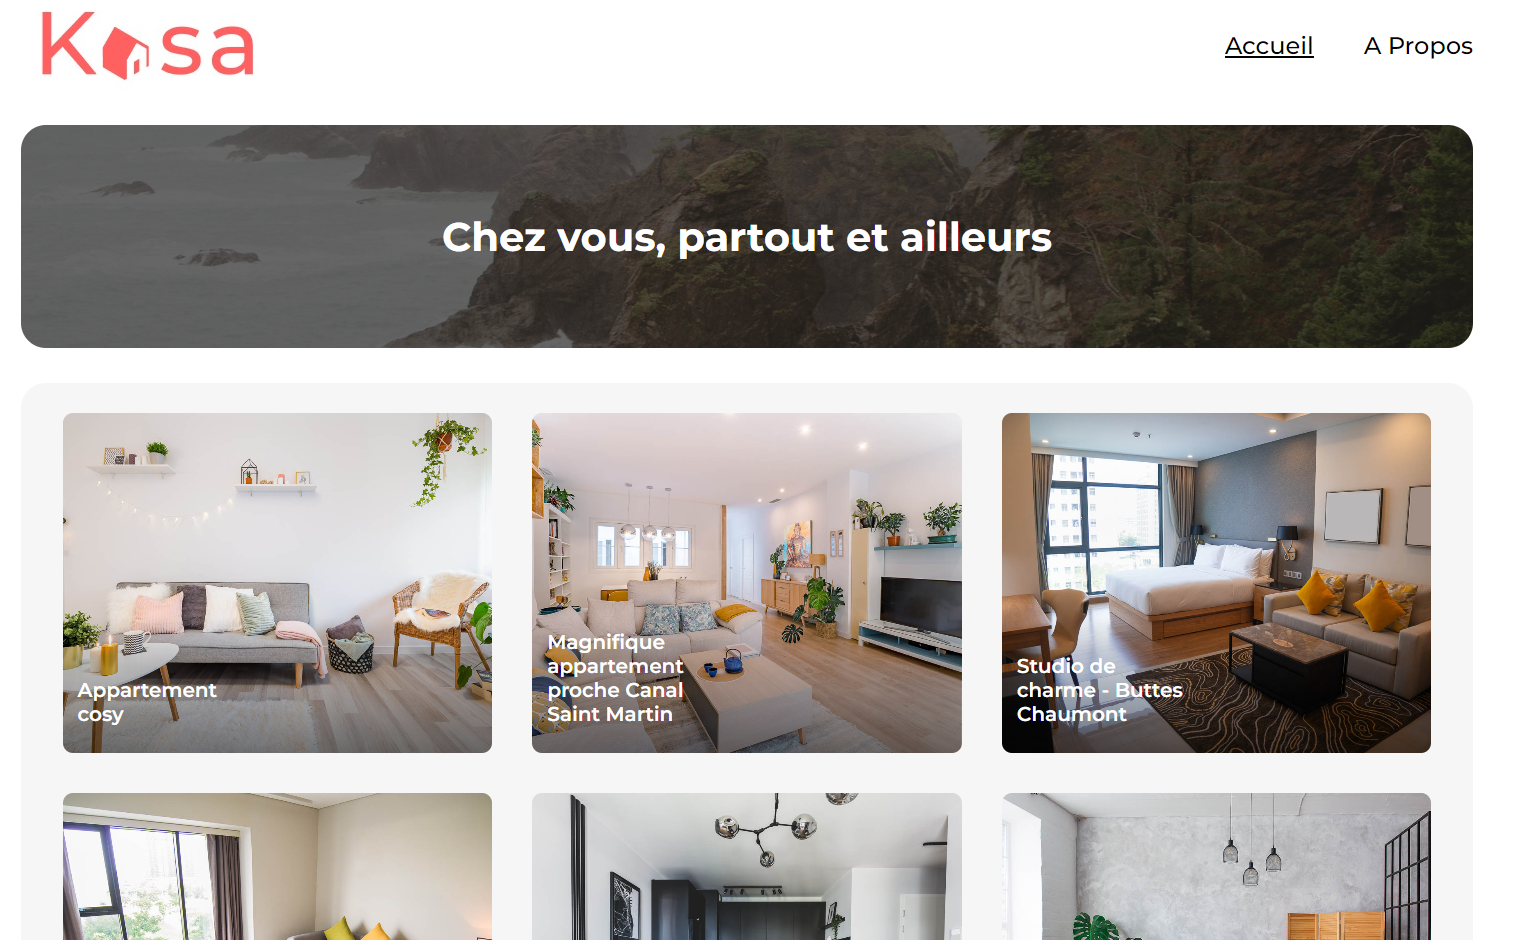 Kosa
Accueil
A Propos
Chez vous, partout et ailleurs
Appartement
cosy
Magnifique
appartement
proche Canal
Saint Martin
Studio de
charme - Buttes
Chaumont